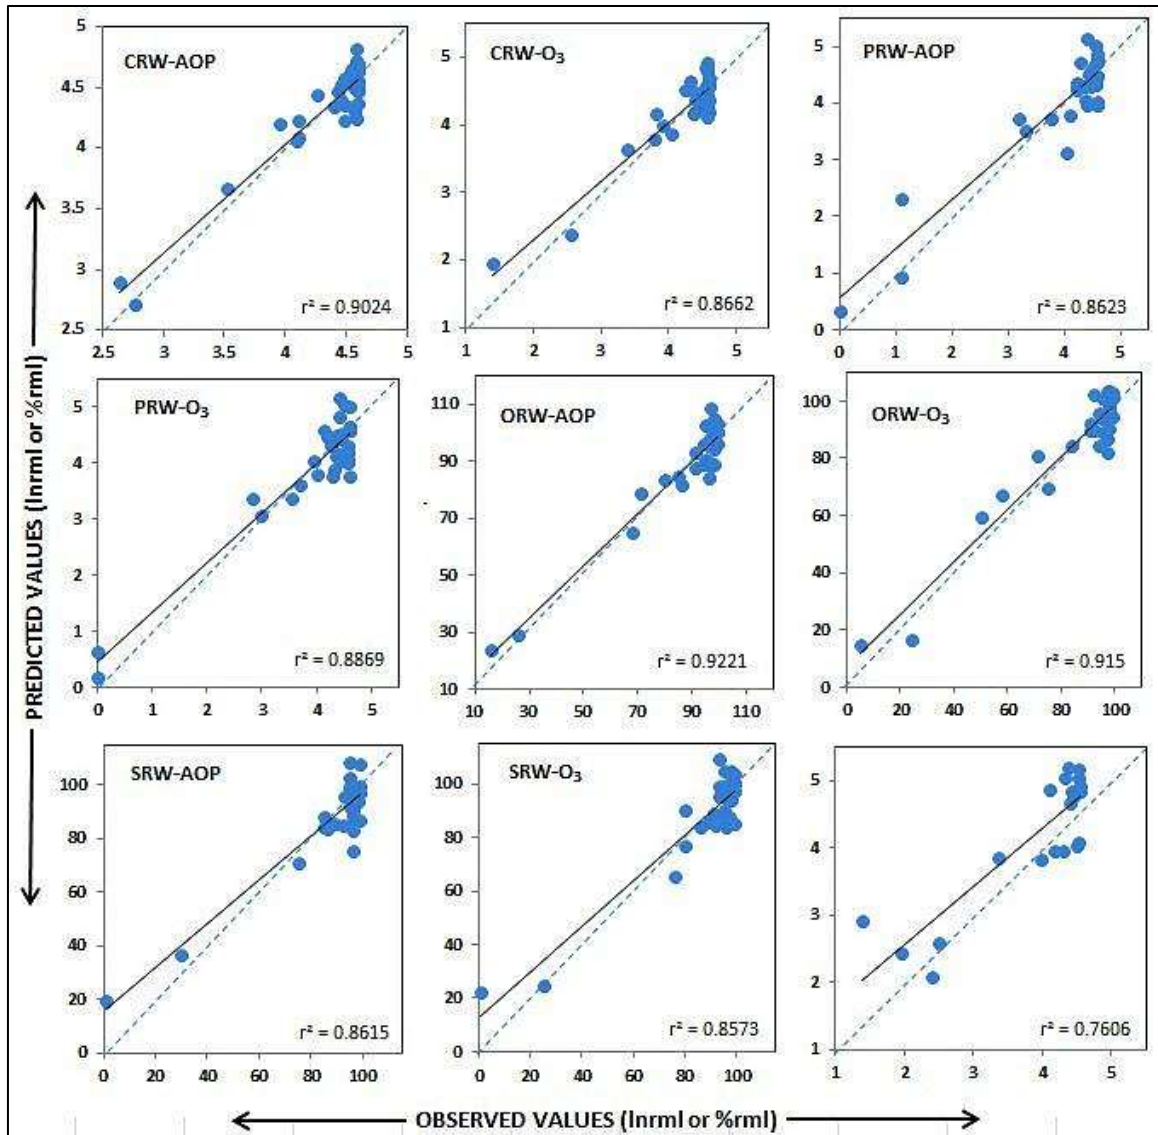 PREDICTED VALUES (lnrml or %rml)
CRW-AOP
5
4.5
4
3.5
3
2.5
2.5 3 3.5 4 4.5 5
r² = 0.9024
CRW-O₃
5
4
3
2
1
1 2 3 4 5
r² = 0.8662
PRW-AOP
5
4
3
2
1
0
0 1 2 3 4 5
r² = 0.8623
PRW-O₃
5
4
3
2
1
0
0 1 2 3 4 5
r² = 0.8869
ORW-AOP
110
90
70
50
30
10
10 30 50 70 90 110
r² = 0.9221
ORW-O₃
100
80
60
40
20
0
0 20 40 60 80 100
r² = 0.915
SRW-AOP
100
80
60
40
20
0
0 20 40 60 80 100
r² = 0.8615
SRW-O₃
100
80
60
40
20
0
0 20 40 60 80 100
r² = 0.8573
5
4
3
2
1
1 2 3 4 5
r² = 0.7606
OBSERVED VALUES (lnrml or %rml)